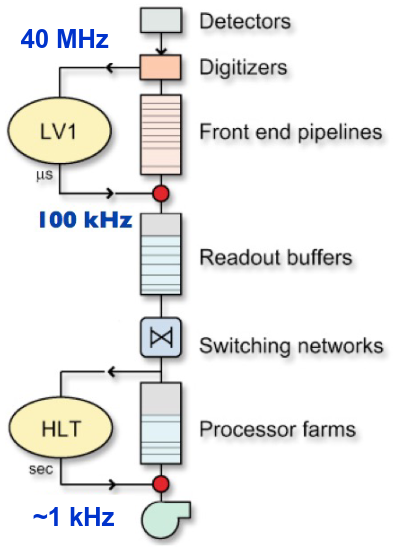 Detectors
40 MHz
Digitizers
LV1
Front end pipelines
µs
100 kHz
Readout buffers
Switching networks
HLT
Processor farms
sec
~1 kHz